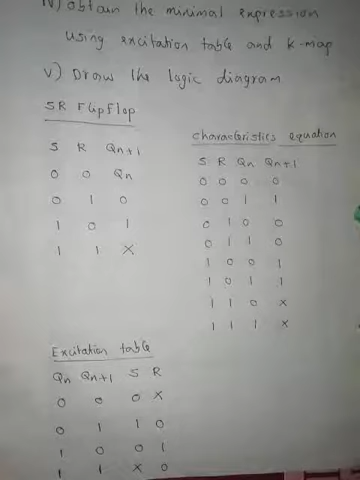 iv) obtain the minimal expression
using excitation table and k-map
v) Draw the logic diagram
SR FlipFlop
S R Qn+1
0 0 Qn
0 1 0
1 0 1
1 1 X
characteristics equation
S R Qn Qn+1
0 0 0 0
0 0 1 1
0 1 0 0
0 1 1 0
1 0 0 1
1 0 1 1
1 1 0 x
1 1 1 x
Excitation table
Qn Qn+1 S R
0 0 0 X
0 1 1 0
1 0 0 1
1 1 X 0